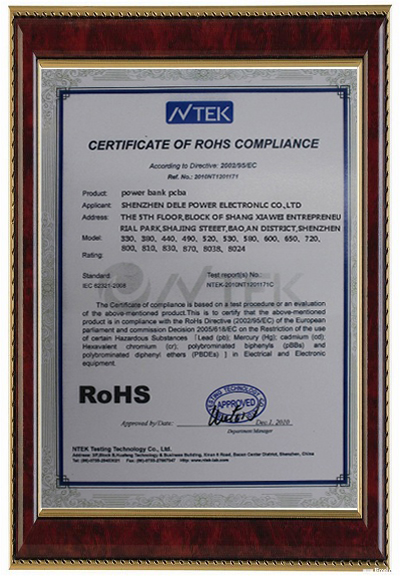 NTEK
CERTIFICATE OF ROHS COMPLIANCE
According to Directive: 2002/95/EC
Ref. No.: 2010NT1201171
Product: power bank pcba
Applicant: SHENZHEN DELE POWER ELECTRONLC CO.,LTD
Address: THE 5TH FLOOR,BLOCK OF SHANG XIAWEI ENTREPRENEU
RIAL PARK,SHAJING STEEET,BAO,AN DISTRICT,SHENZHEN
Model: 330, 380, 440, 490, 520, 530, 590, 600, 650, 720,
800, 810, 830, 870, 8038, 8024
Rating:
Standard: Test report(s) No.:
IEC 62321-2008 NTEK-2010NT1201171C
The Certificate of compliance is based on a test procedure or an evaluation
of the above-mentioned product.This is to certify that the above-mentioned
product is in compliance with the RoHs Directive (2002/95/EC) of the European
parliament and commission Decision 2005/618/EC on the Restriction of the use
of certain Hazardous Substances 「Lead (pb); Mercury (Hg); cadmium (cd);
Hexavalent chromium (cr); polybrominated biphenyls (pBBs) and
polybrominated diphenyl ethers (PBDEs) 」 in Electrical and Electronic
equipment.
RoHS
APPROVED
Approved by/Date: Dec.1, 2010
Department Manager
NTEK Testing Technology Co., Ltd.